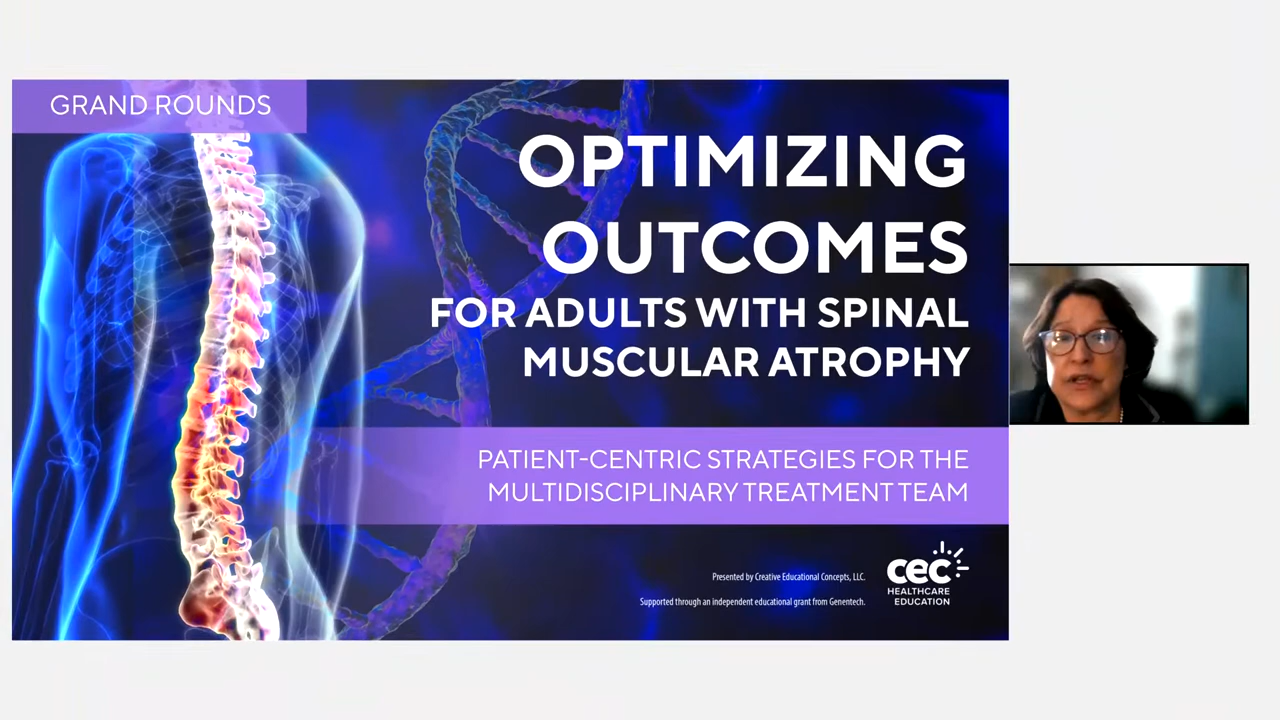 GRAND ROUNDS
OPTIMIZING
OUTCOMES
FOR ADULTS WITH SPINAL
MUSCULAR ATROPHY
PATIENT-CENTRIC STRATEGIES FOR THE
MULTIDISCIPLINARY TREATMENT TEAM
Presented by Creative Educational Concepts, LLC.
Supported through an independent educational grant from Genentech.
cec
HEALTHCARE
EDUCATION